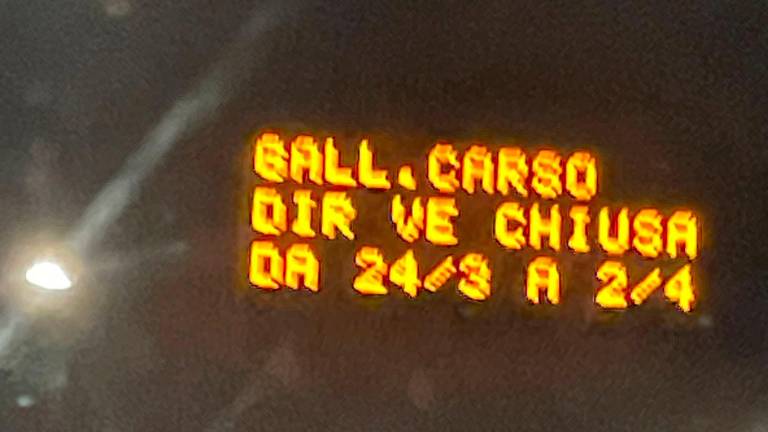 GALL.CARSO
DIR VE CHIUSA
DA 24/3 A 2/4